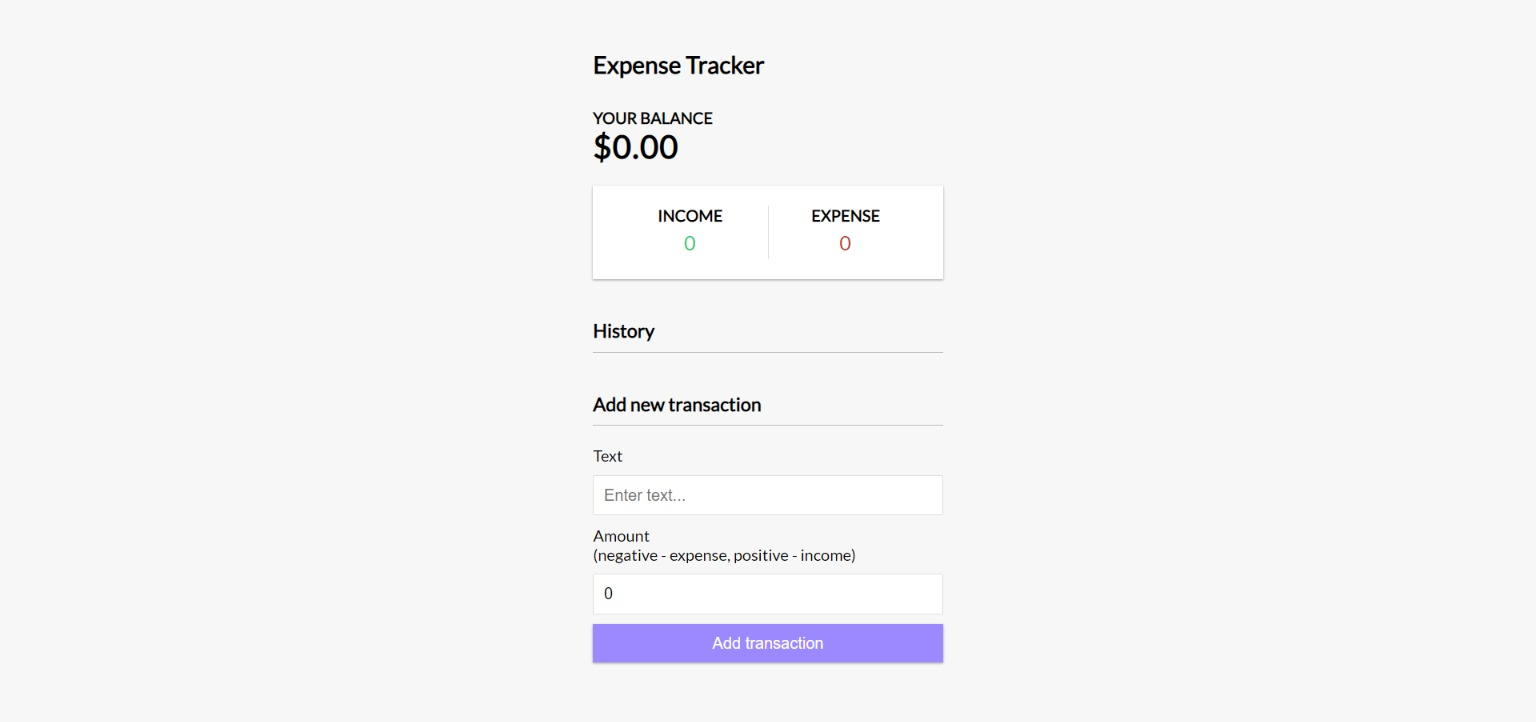 Expense Tracker
YOUR BALANCE
$0.00
INCOME
EXPENSE
0
0
History
Add new transaction
Text
Enter text...
Amount
(negative - expense, positive - income)
0
Add transaction